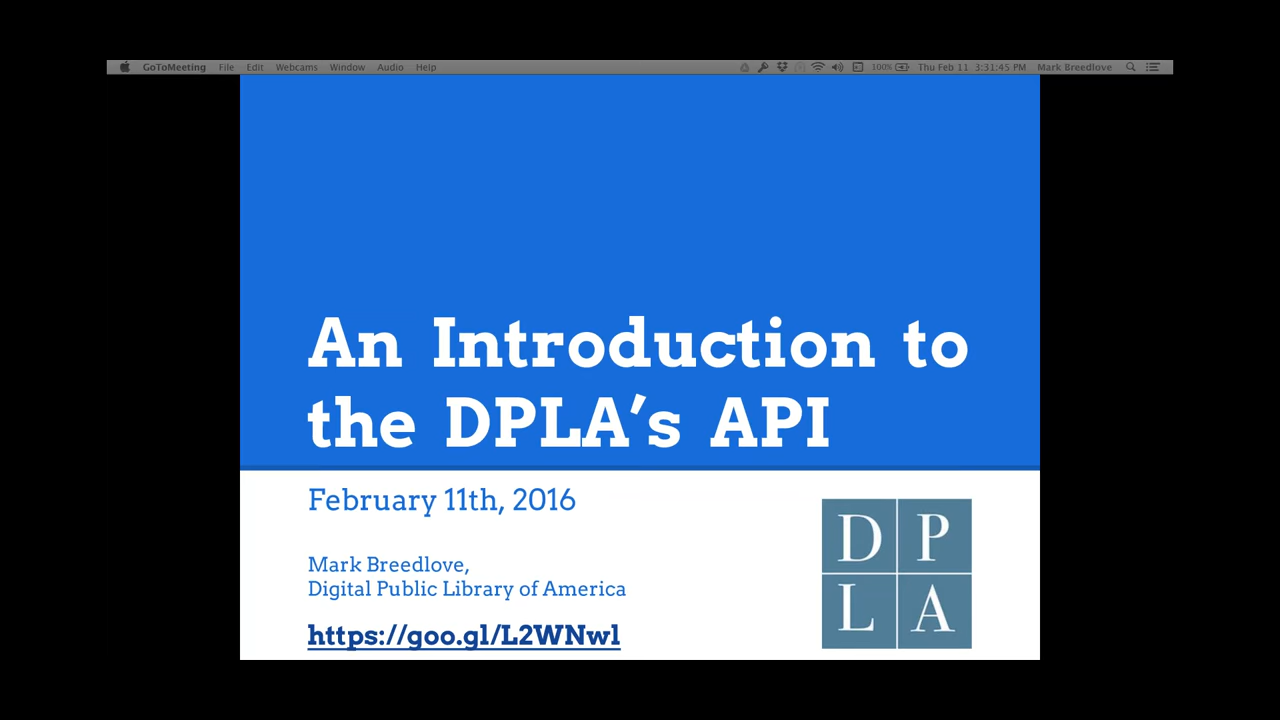 GoToMeeting File Edit Webcams Window Audio Help 100% Thu Feb 11 3:31:45 PM Mark Breedlove
An Introduction to
the DPLA’s API
February 11th, 2016
Mark Breedlove,
Digital Public Library of America
https://goo.gl/L2WNwl
D P
L A